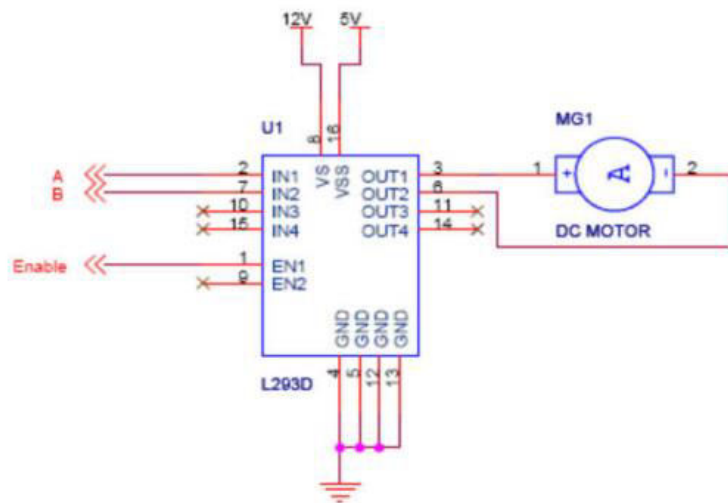 12V 5V
U1
8 16
MG1
A 2 IN1 VS VSS OUT1 3 1 + A - 2
B 7 IN2 OUT2 6
10 IN3 OUT3 11
15 IN4 OUT4 14 DC MOTOR
Enable 1 EN1
9 EN2
GND GND GND GND
L293D 4 5 12 13